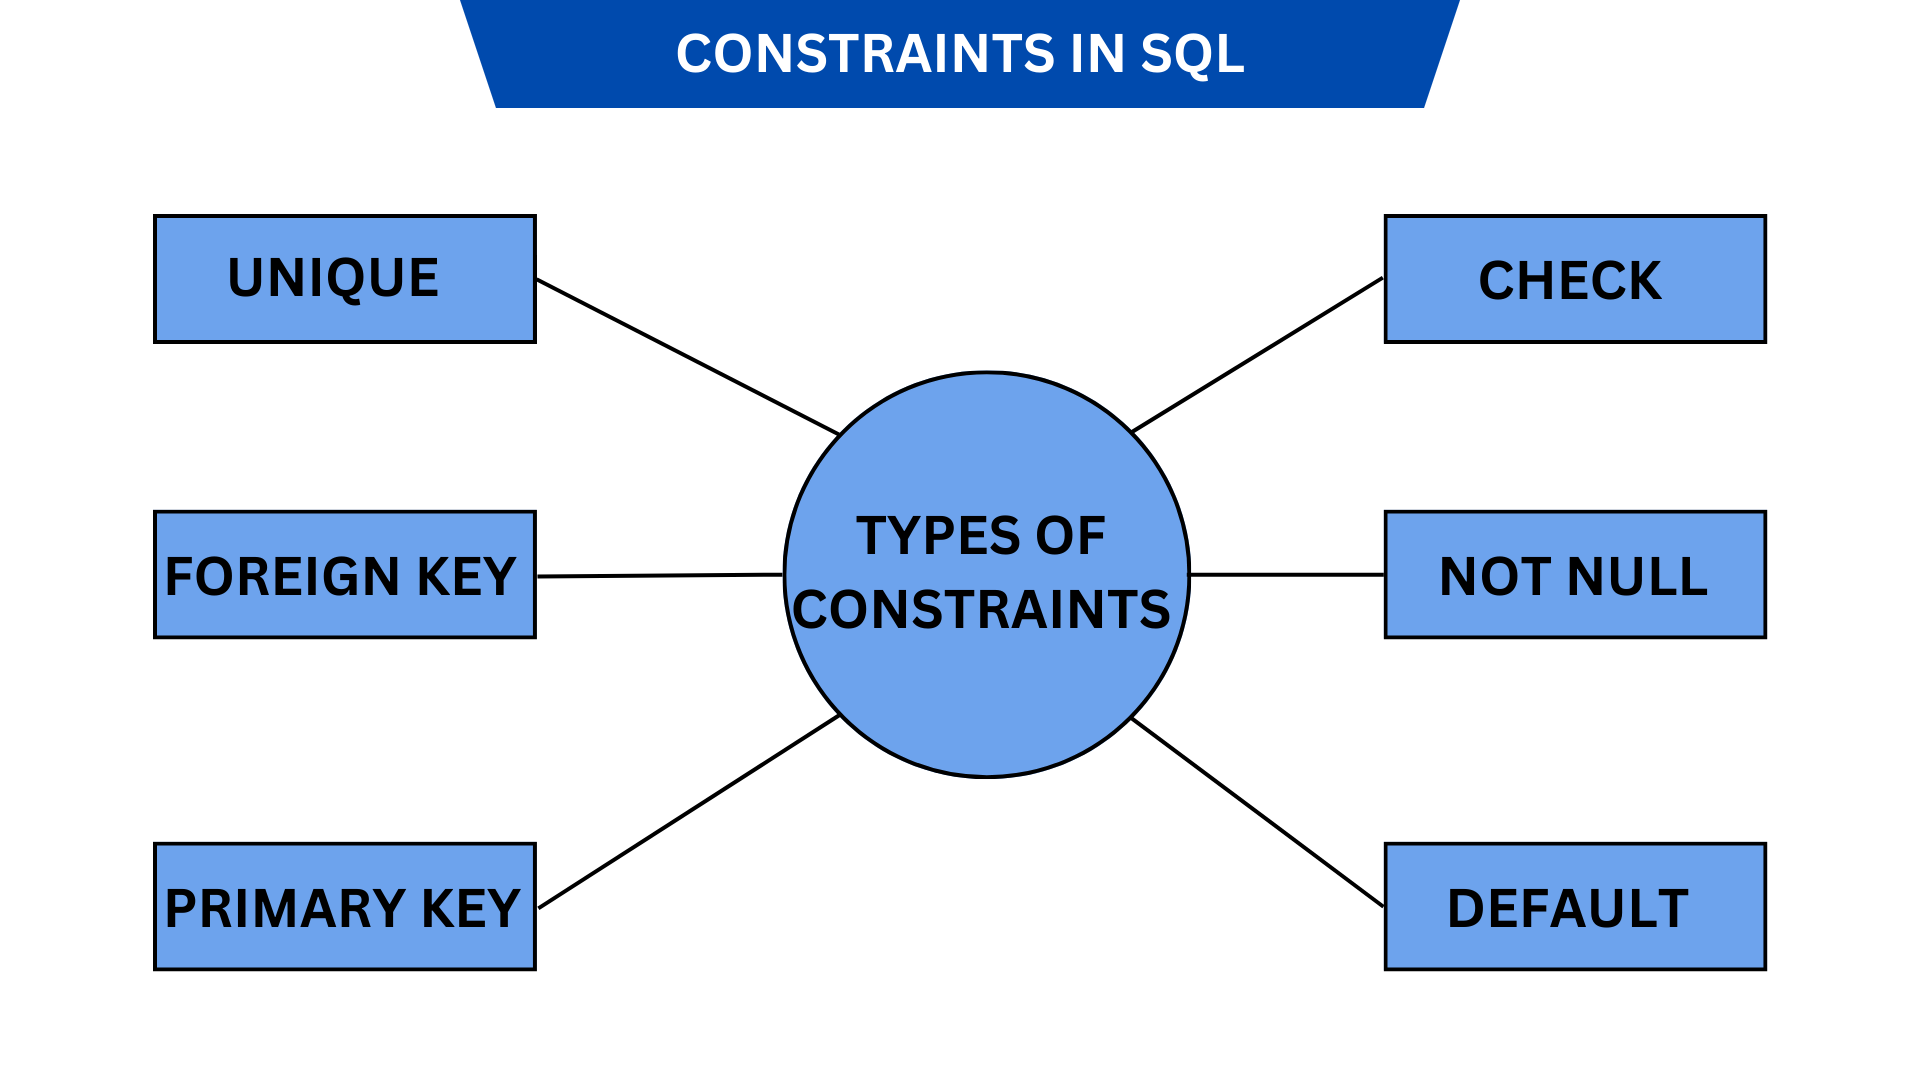 CONSTRAINTS IN SQL
UNIQUE
CHECK
FOREIGN KEY
TYPES OF
CONSTRAINTS
NOT NULL
PRIMARY KEY
DEFAULT